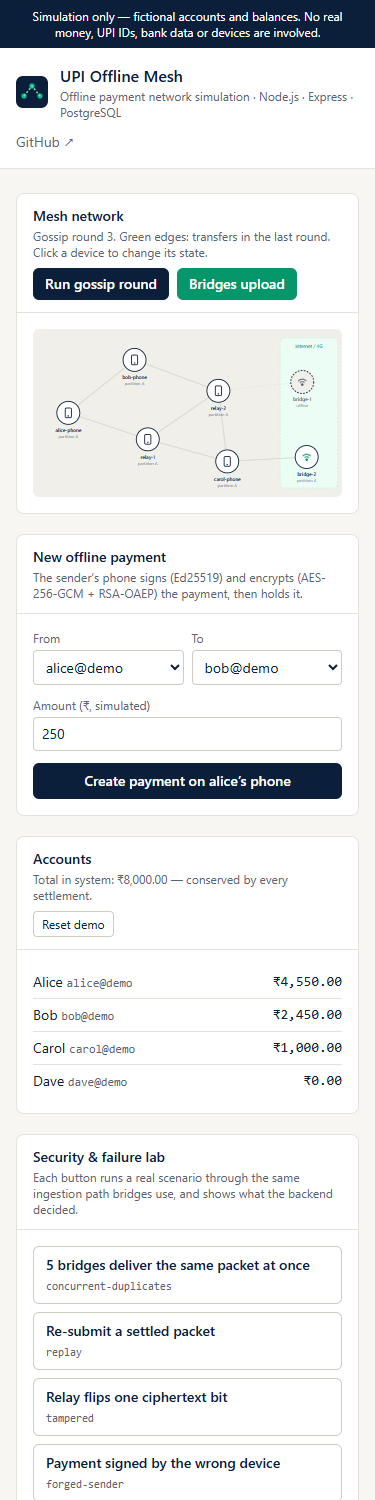 Simulation only — fictional accounts and balances. No real
money, UPI IDs, bank data or devices are involved.
UPI Offline Mesh
Offline payment network simulation · Node.js · Express ·
PostgreSQL
GitHub ↗
Mesh network
Gossip round 3. Green edges: transfers in the last round.
Click a device to change its state.
Run gossip round
Bridges upload
Internet / 4G
bob-phone
partition A
bridge-1
offline
relay-2
partition A
alice-phone
partition A
relay-1
partition A
carol-phone
partition A
bridge-2
partition A
New offline payment
The sender's phone signs (Ed25519) and encrypts (AES-
256-GCM + RSA-OAEP) the payment, then holds it.
From
To
alice@demo
bob@demo
Amount (₹, simulated)
250
Create payment on alice's phone
Accounts
Total in system: ₹8,000.00 — conserved by every
settlement.
Reset demo
Alice alice@demo ₹4,550.00
Bob bob@demo ₹2,450.00
Carol carol@demo ₹1,000.00
Dave dave@demo ₹0.00
Security & failure lab
Each button runs a real scenario through the same
ingestion path bridges use, and shows what the backend
decided.
5 bridges deliver the same packet at once
concurrent-duplicates
Re-submit a settled packet
replay
Relay flips one ciphertext bit
tampered
Payment signed by the wrong device
forged-sender